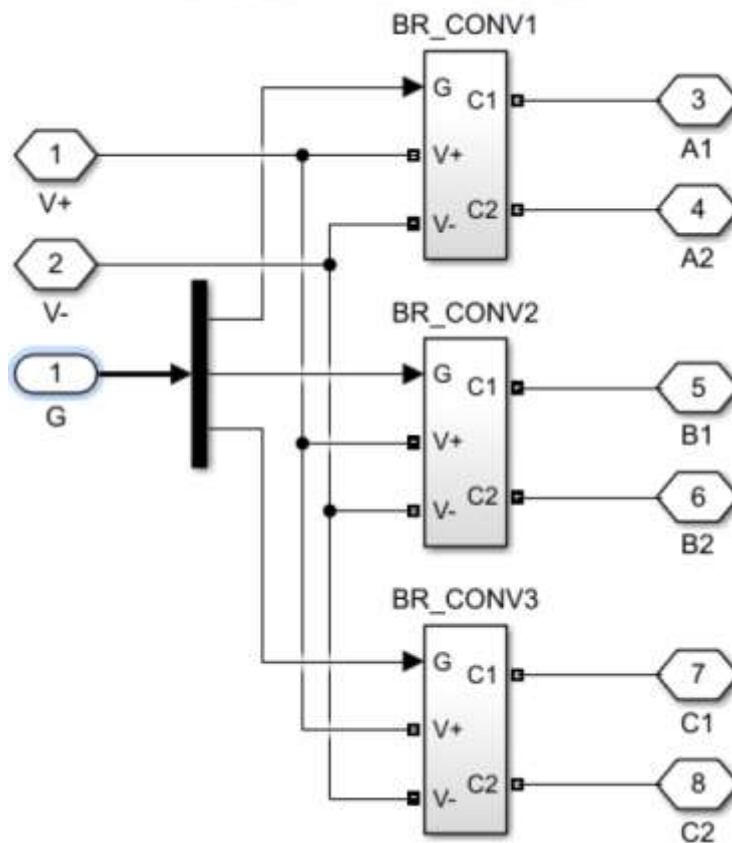 BR_CONV1
G
C1
3
A1
1
V+
V+
C2
4
A2
V-
2
V-
BR_CONV2
1
G
G
C1
5
B1
V+
C2
6
B2
V-
BR_CONV3
G
C1
7
C1
V+
C2
8
C2
V-